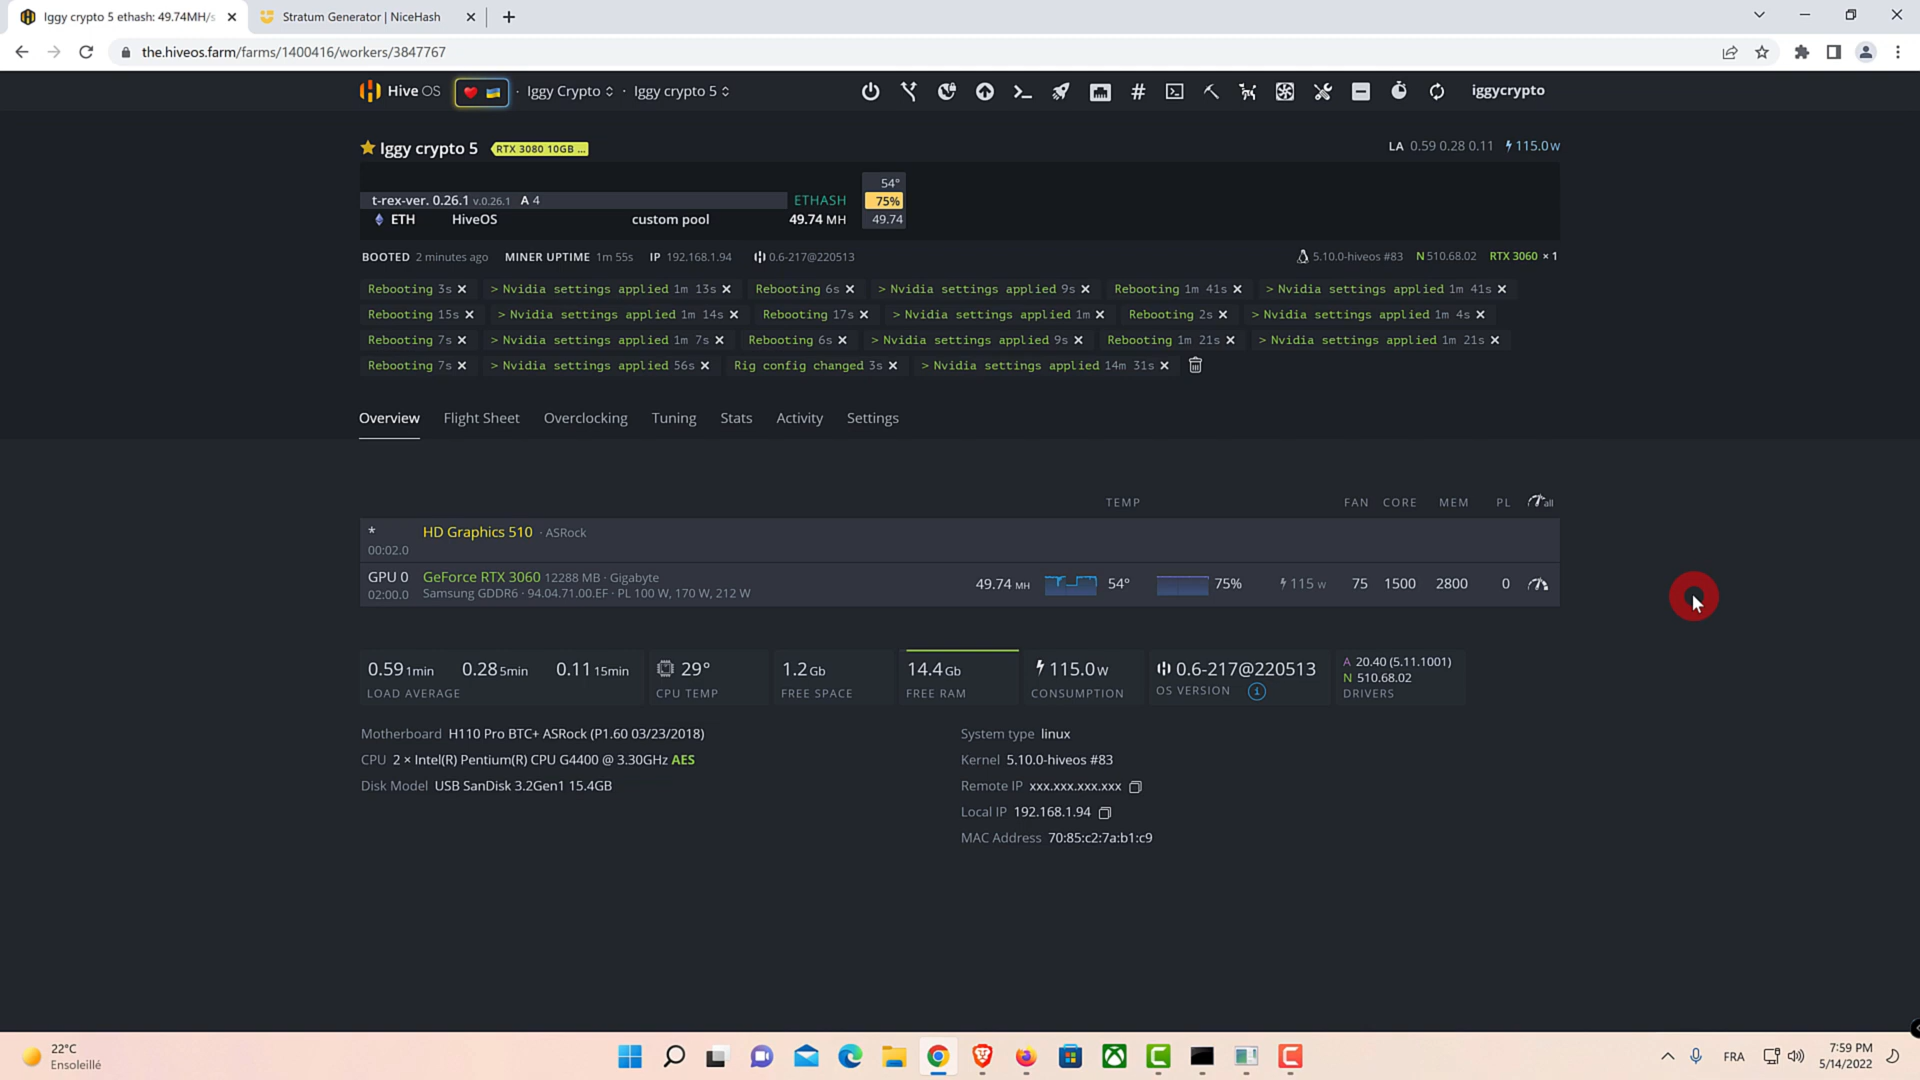 Iggy crypto 5 ethash: 49.74MH/s
Stratum Generator | NiceHash
the.hiveos.farm/farms/1400416/workers/3847767
Hive OS · Iggy Crypto · Iggy crypto 5 iggycrypto
Iggy crypto 5 RTX 3080 10GB ... LA 0.59 0.28 0.11 115.0 W
54°
t-rex-ver. 0.26.1 v.0.26.1 A 4 ETHASH 75%
ETH HiveOS custom pool 49.74 MH 49.74
BOOTED 2 minutes ago MINER UPTIME 1m 55s IP 192.168.1.94 0.6-217@220513 5.10.0-hiveos #83 N 510.68.02 RTX 3060 × 1
Rebooting 3s > Nvidia settings applied 1m 13s Rebooting 6s > Nvidia settings applied 9s Rebooting 1m 41s > Nvidia settings applied 1m 41s
Rebooting 15s > Nvidia settings applied 1m 14s Rebooting 17s > Nvidia settings applied 1m Rebooting 2s > Nvidia settings applied 1m 4s
Rebooting 7s > Nvidia settings applied 1m 7s Rebooting 6s > Nvidia settings applied 9s Rebooting 1m 21s > Nvidia settings applied 1m 21s
Rebooting 7s > Nvidia settings applied 56s Rig config changed 3s > Nvidia settings applied 14m 31s
Overview Flight Sheet Overclocking Tuning Stats Activity Settings
TEMP FAN CORE MEM PL all
* HD Graphics 510 · ASRock
00:02.0
GPU 0 GeForce RTX 3060 12288 MB · Gigabyte 49.74 MH 54° 75% 115 W 75 1500 2800 0
02:00.0 Samsung GDDR6 · 94.04.71.00.EF · PL 100 W, 170 W, 212 W
0.59 1min 0.28 5min 0.11 15min 29° 1.2 Gb 14.4 Gb 115.0 W 0.6-217@220513 A 20.40 (5.11.1001)
N 510.68.02
LOAD AVERAGE CPU TEMP FREE SPACE FREE RAM CONSUMPTION OS VERSION DRIVERS
Motherboard H110 Pro BTC+ ASRock (P1.60 03/23/2018) System type linux
CPU 2 × Intel(R) Pentium(R) CPU G4400 @ 3.30GHz AES Kernel 5.10.0-hiveos #83
Disk Model USB SanDisk 3.2Gen1 15.4GB Remote IP xxx.xxx.xxx.xxx
Local IP 192.168.1.94
MAC Address 70:85:c2:7a:b1:c9
22°C
Ensoleillé
FRA
7:59 PM
5/14/2022